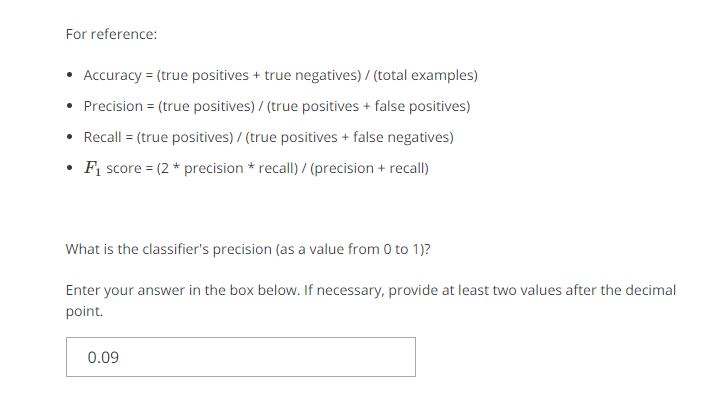 For reference:
• Accuracy = (true positives + true negatives) / (total examples)
• Precision = (true positives) / (true positives + false positives)
• Recall = (true positives) / (true positives + false negatives)
• F₁ score = (2 * precision * recall) / (precision + recall)
What is the classifier's precision (as a value from 0 to 1)?
Enter your answer in the box below. If necessary, provide at least two values after the decimal
point.
0.09